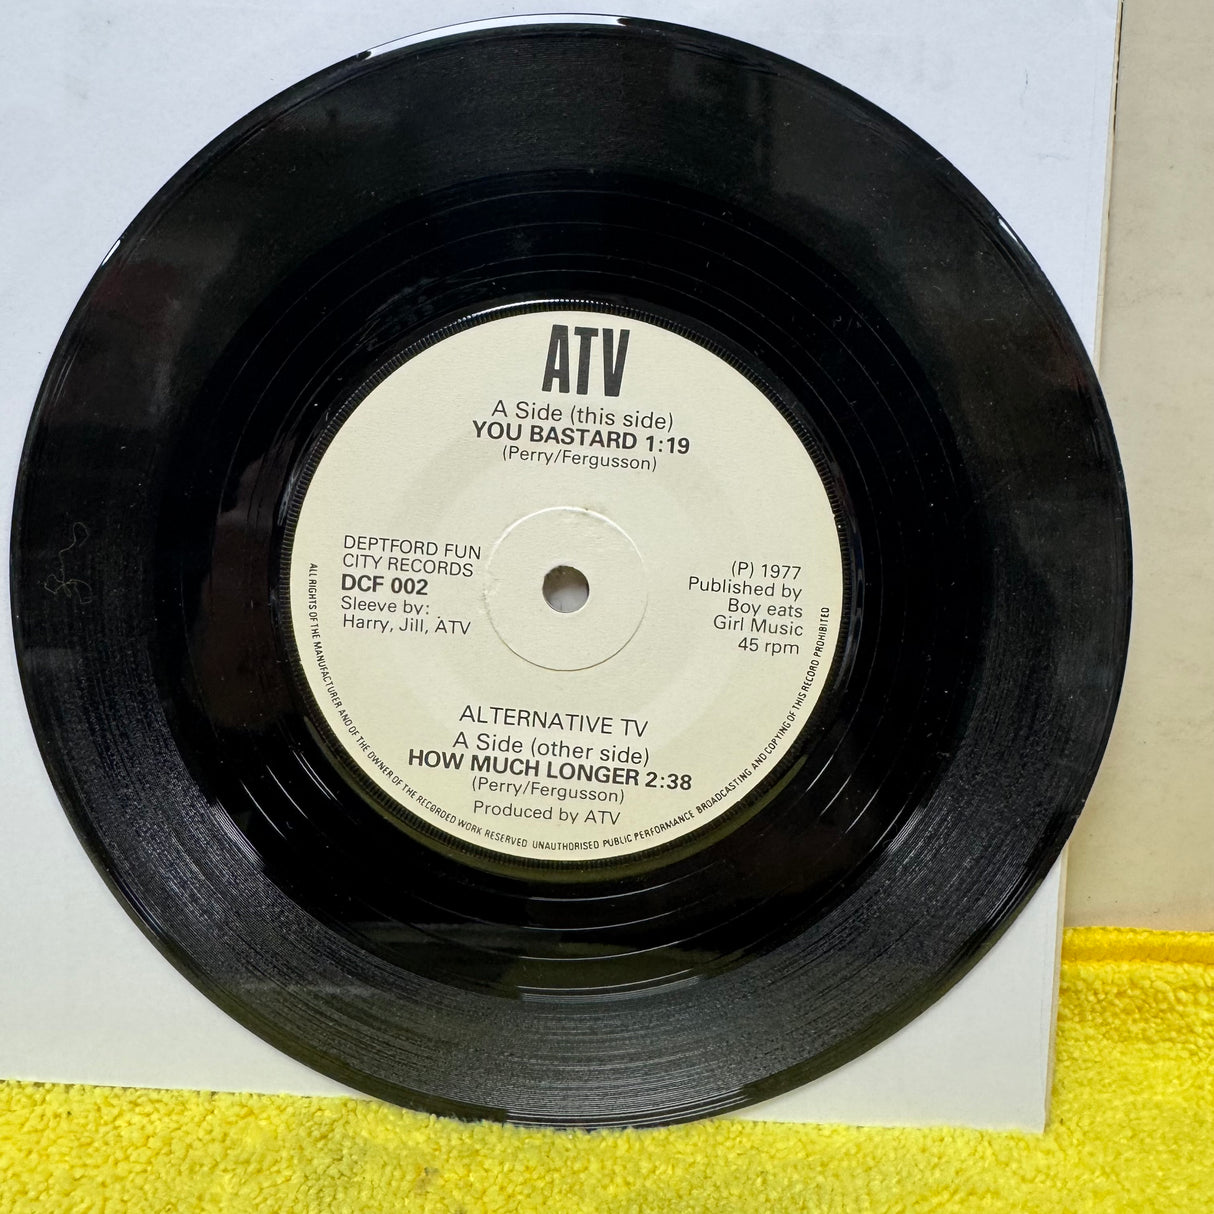 ATV
A Side (this side)
YOU BASTARD 1:19
(Perry/Fergusson)
DEPTFORD FUN
CITY RECORDS
DCF 002
Sleeve by:
Harry, Jill, ATV
(P) 1977
Published by
Boy eats
Girl Music
45 rpm
ALTERNATIVE TV
A Side (other side)
HOW MUCH LONGER 2:38
(Perry/Fergusson)
Produced by ATV
ALL RIGHTS OF THE MANUFACTURER AND OF THE OWNER OF THE RECORDED WORK RESERVED UNAUTHORISED PUBLIC PERFORMANCE BROADCASTING AND COPYING OF THIS RECORD PROHIBITED